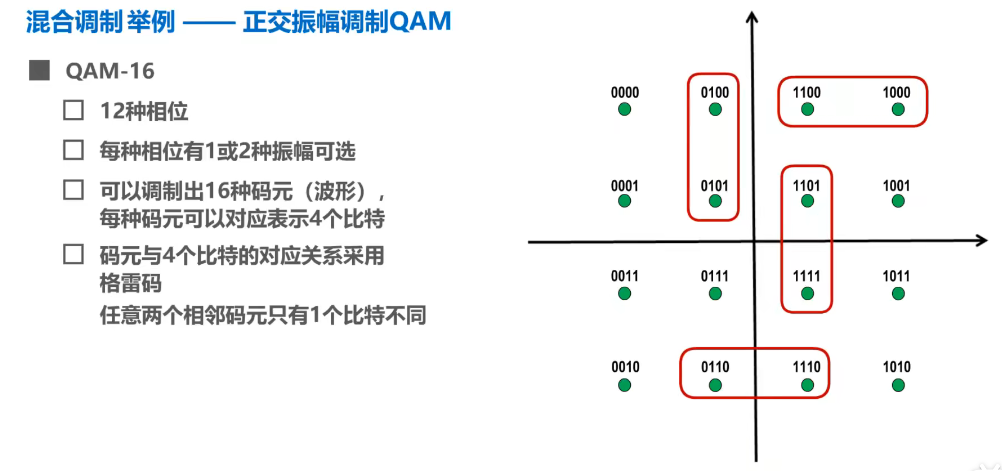 混合调制 举例 —— 正交振幅调制QAM
QAM-16
12种相位
每种相位有1或2种振幅可选
可以调制出16种码元（波形），
每种码元可以对应表示4个比特
码元与4个比特的对应关系采用
格雷码
任意两个相邻码元只有1个比特不同
0000 0100 1100 1000
0001 0101 1101 1001
0011 0111 1111 1011
0010 0110 1110 1010